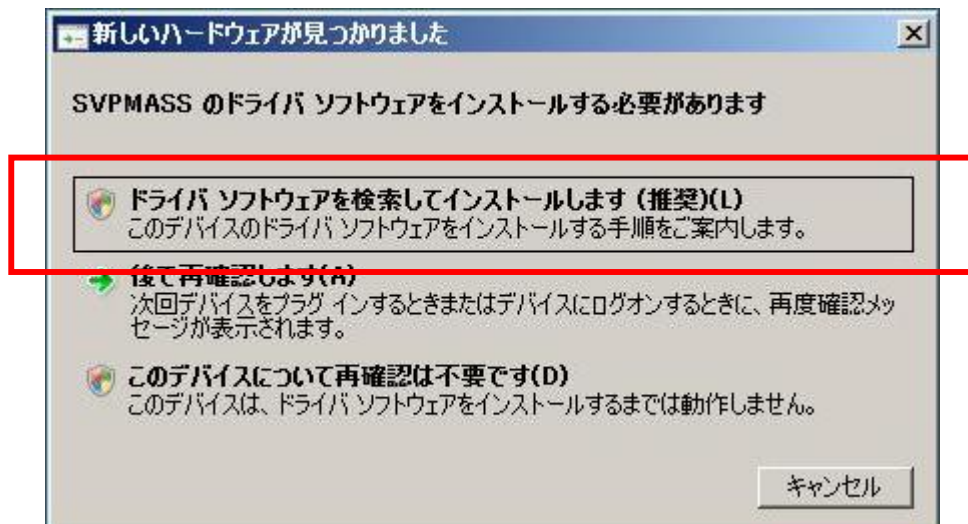 新しいハードウェアが見つかりました
SVPMASS のドライバ ソフトウェアをインストールする必要があります
ドライバ ソフトウェアを検索してインストールします (推奨)(L)
このデバイスのドライバ ソフトウェアをインストールする手順をご案内します。
後で再確認します(A)
次回デバイスをプラグ インするときまたはデバイスにログオンするときに、再度確認メッ
セージが表示されます。
このデバイスについて再確認は不要です(D)
このデバイスは、ドライバ ソフトウェアをインストールするまでは動作しません。
キャンセル